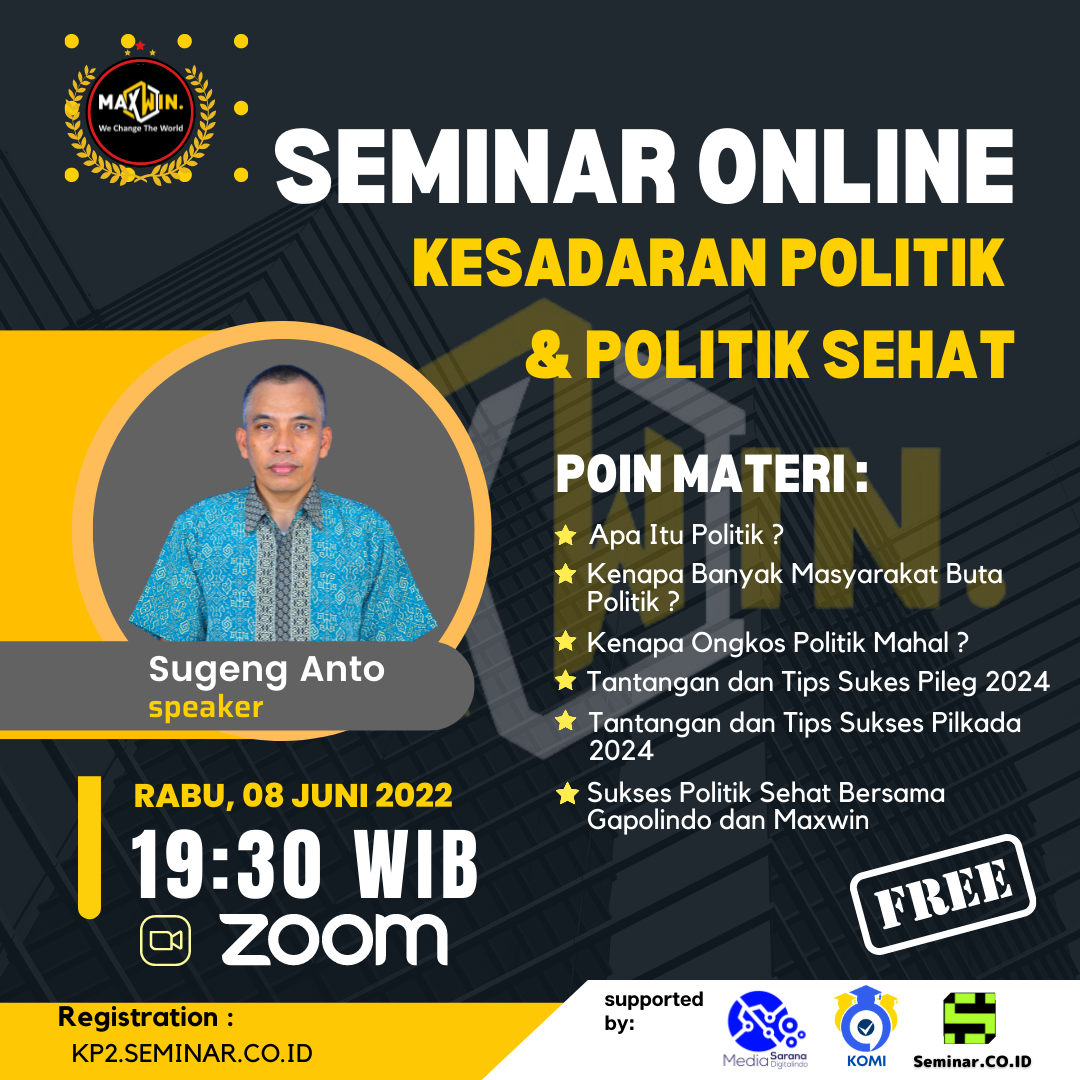 MAXWIN.
We Change The World
SEMINAR ONLINE
KESADARAN POLITIK
& POLITIK SEHAT
WIN.
POIN MATERI :
Apa Itu Politik ?
Kenapa Banyak Masyarakat Buta
Politik ?
Kenapa Ongkos Politik Mahal ?
Tantangan dan Tips Sukes Pileg 2024
Tantangan dan Tips Sukses Pilkada
2024
Sukses Politik Sehat Bersama
Gapolindo dan Maxwin
Sugeng Anto
speaker
RABU, 08 JUNI 2022
19:30 WIB
zoom
FREE
Registration :
KP2.SEMINAR.CO.ID
supported
by:
Media Sarana
Digitalindo
KOMI
Seminar.CO.ID